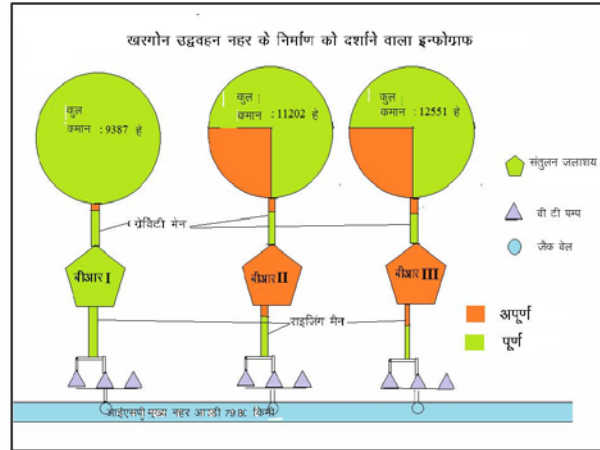 खरगोन उद्वहन नहर के निर्माण को दर्शाने वाला इन्फोग्राफ
कुल
कमान : 9387 हे
कुल
कमान : 11202 हे
कुल
कमान : 12551 हे
संतुलन जलाशय
ग्रेविटी मेन
वी टी पम्प
जैक वेल
बीआर I
बीआर II
बीआर III
अपूर्ण
राइजिंग मैन
पूर्ण
आईएसपी मुख्य नहर आरडी 79.80 किमी